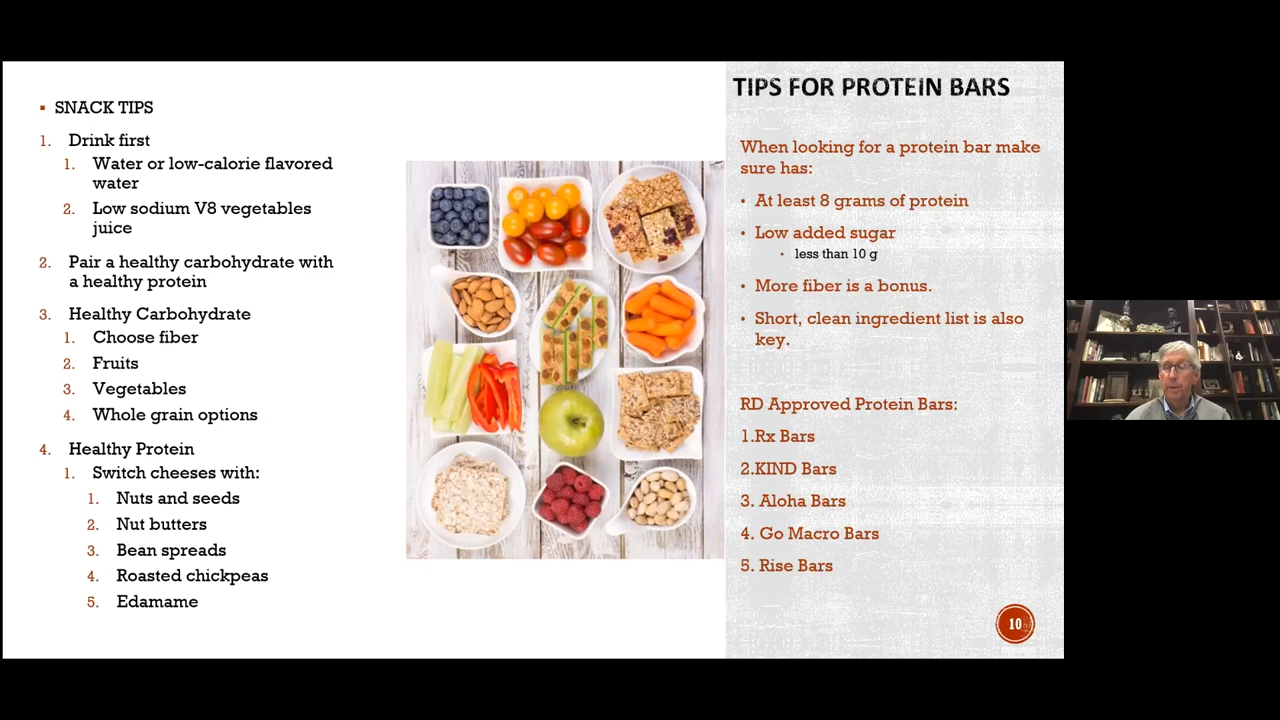 ▪ SNACK TIPS
1. Drink first
1. Water or low-calorie flavored
water
2. Low sodium V8 vegetables
juice
2. Pair a healthy carbohydrate with
a healthy protein
3. Healthy Carbohydrate
1. Choose fiber
2. Fruits
3. Vegetables
4. Whole grain options
4. Healthy Protein
1. Switch cheeses with:
1. Nuts and seeds
2. Nut butters
3. Bean spreads
4. Roasted chickpeas
5. Edamame
TIPS FOR PROTEIN BARS
When looking for a protein bar make
sure has:
• At least 8 grams of protein
• Low added sugar
• less than 10 g
• More fiber is a bonus.
• Short, clean ingredient list is also
key.
RD Approved Protein Bars:
1.Rx Bars
2.KIND Bars
3. Aloha Bars
4. Go Macro Bars
5. Rise Bars
10